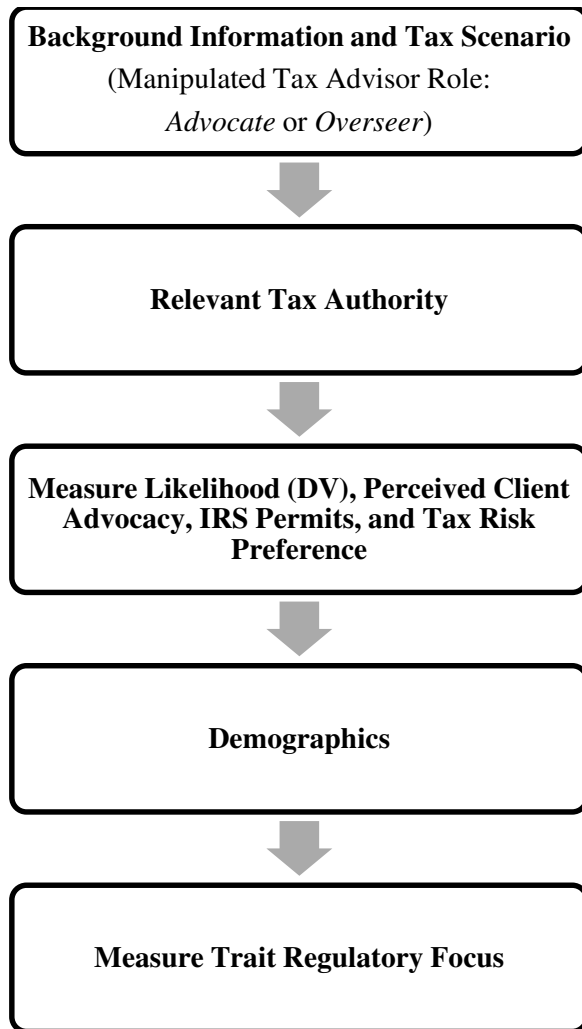 Background Information and Tax Scenario
(Manipulated Tax Advisor Role:
Advocate or Overseer)
Relevant Tax Authority
Measure Likelihood (DV), Perceived Client
Advocacy, IRS Permits, and Tax Risk
Preference
Demographics
Measure Trait Regulatory Focus